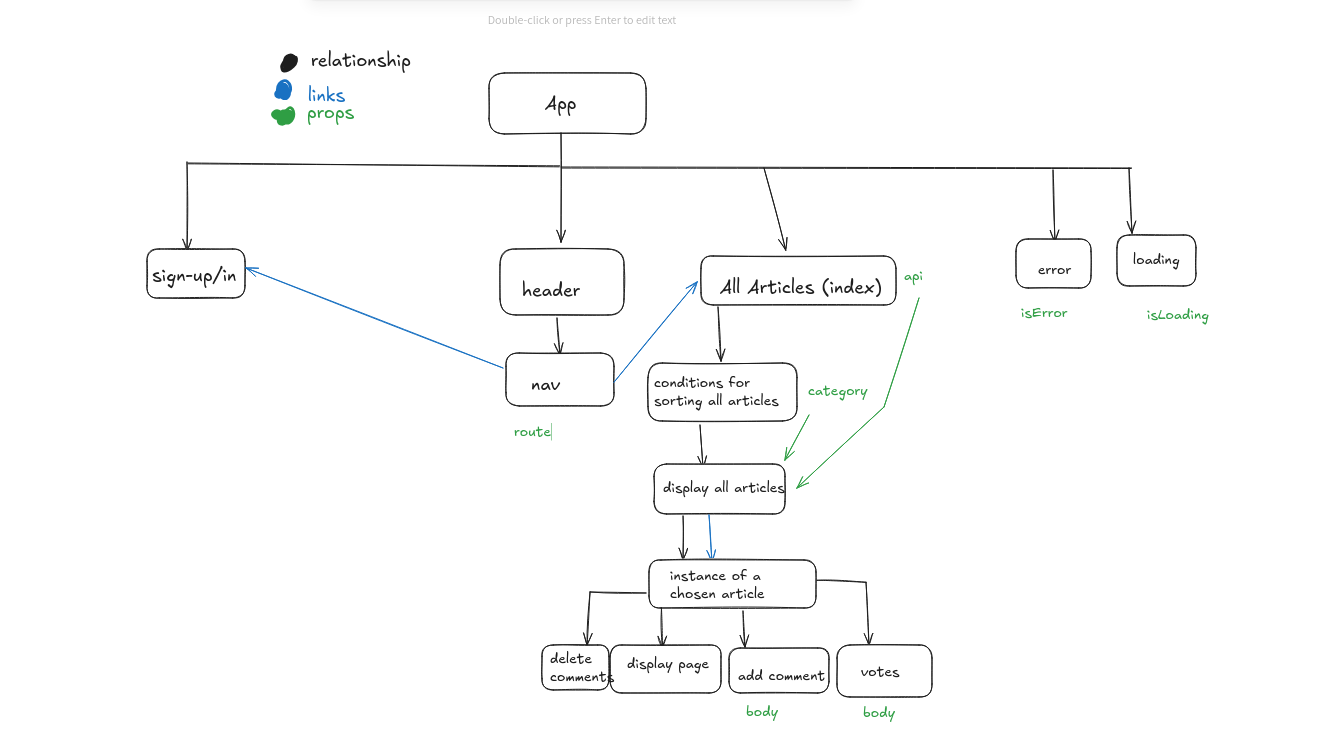 Double-click or press Enter to edit text
relationship
links
props
App
sign-up/in
header
All Articles (index)
api
error
loading
isError
isLoading
nav
route
conditions for
sorting all articles
category
display all articles
instance of a
chosen article
delete
comments
display page
add comment
votes
body
body